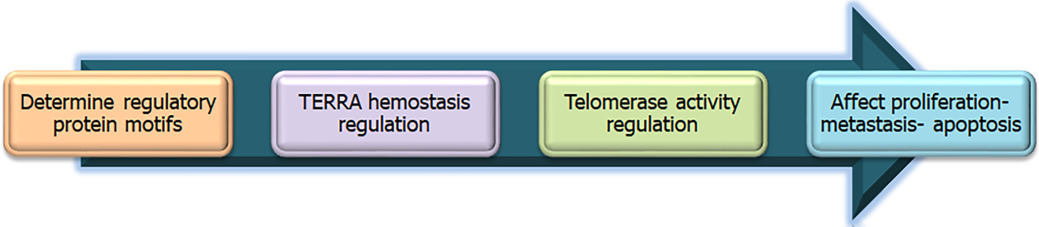 Determine regulatory
protein motifs
TERRA hemostasis
regulation
Telomerase activity
regulation
Affect proliferation-
metastasis- apoptosis